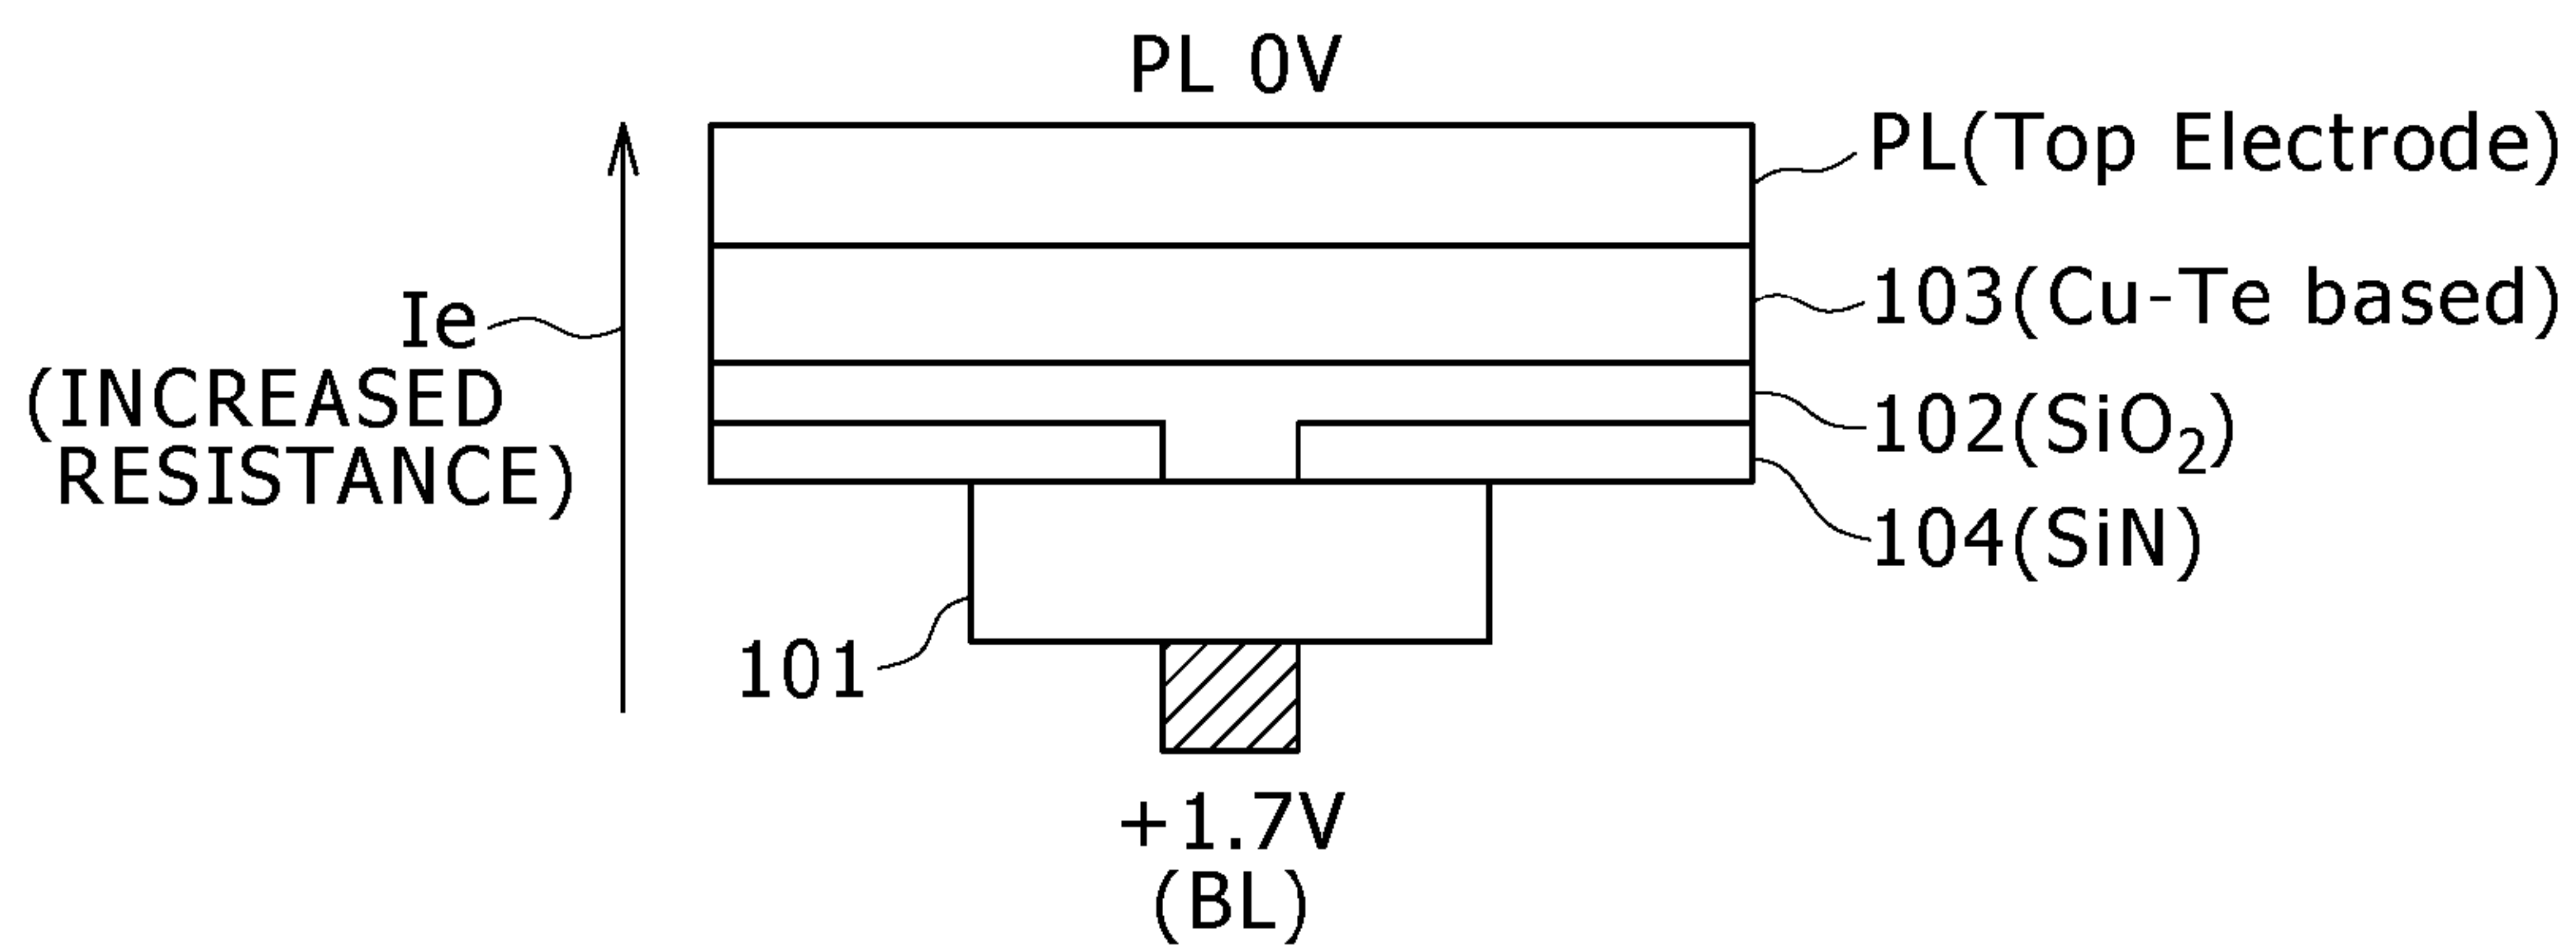 PL 0V
PL(Top Electrode)
103(Cu-Te based)
Ie
(INCREASED
RESISTANCE)
102(SiO₂)
104(SiN)
101
+1.7V
(BL)